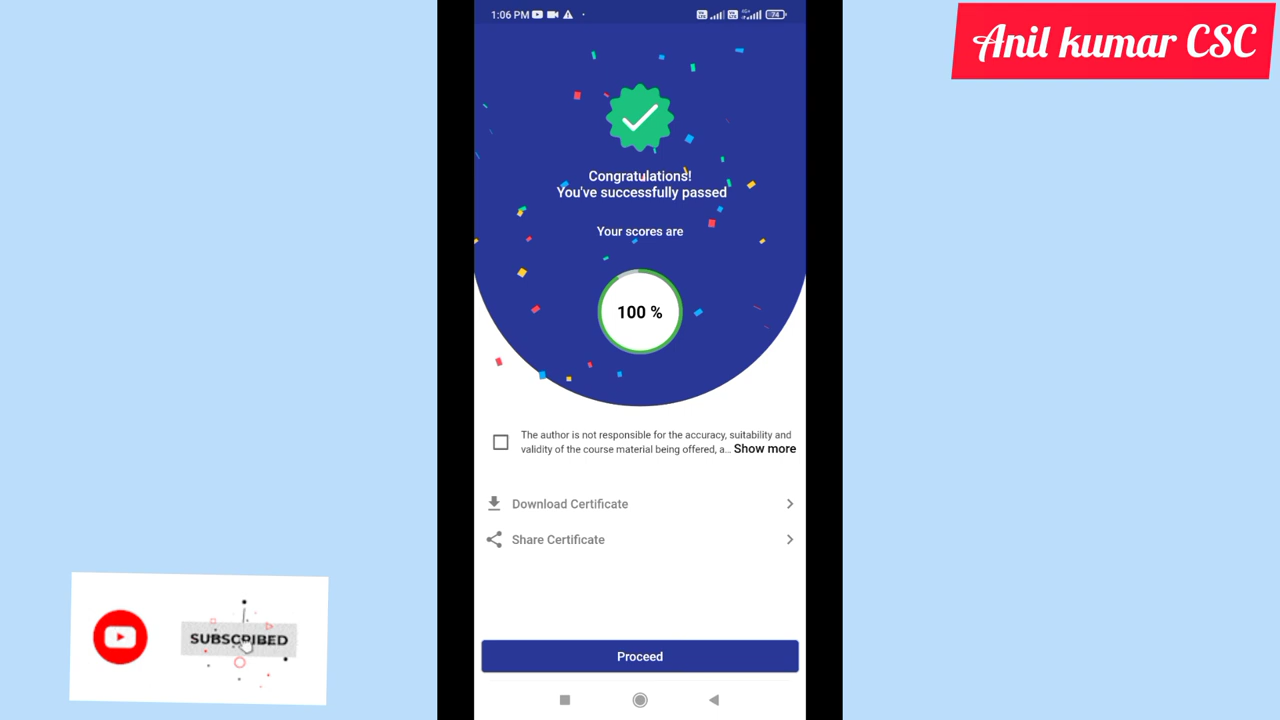 1:06 PM
74
Anil kumar CSC
Congratulations!
You've successfully passed
Your scores are
100 %
The author is not responsible for the accuracy, suitability and
validity of the course material being offered, a... Show more
Download Certificate
Share Certificate
SUBSCRIBED
Proceed